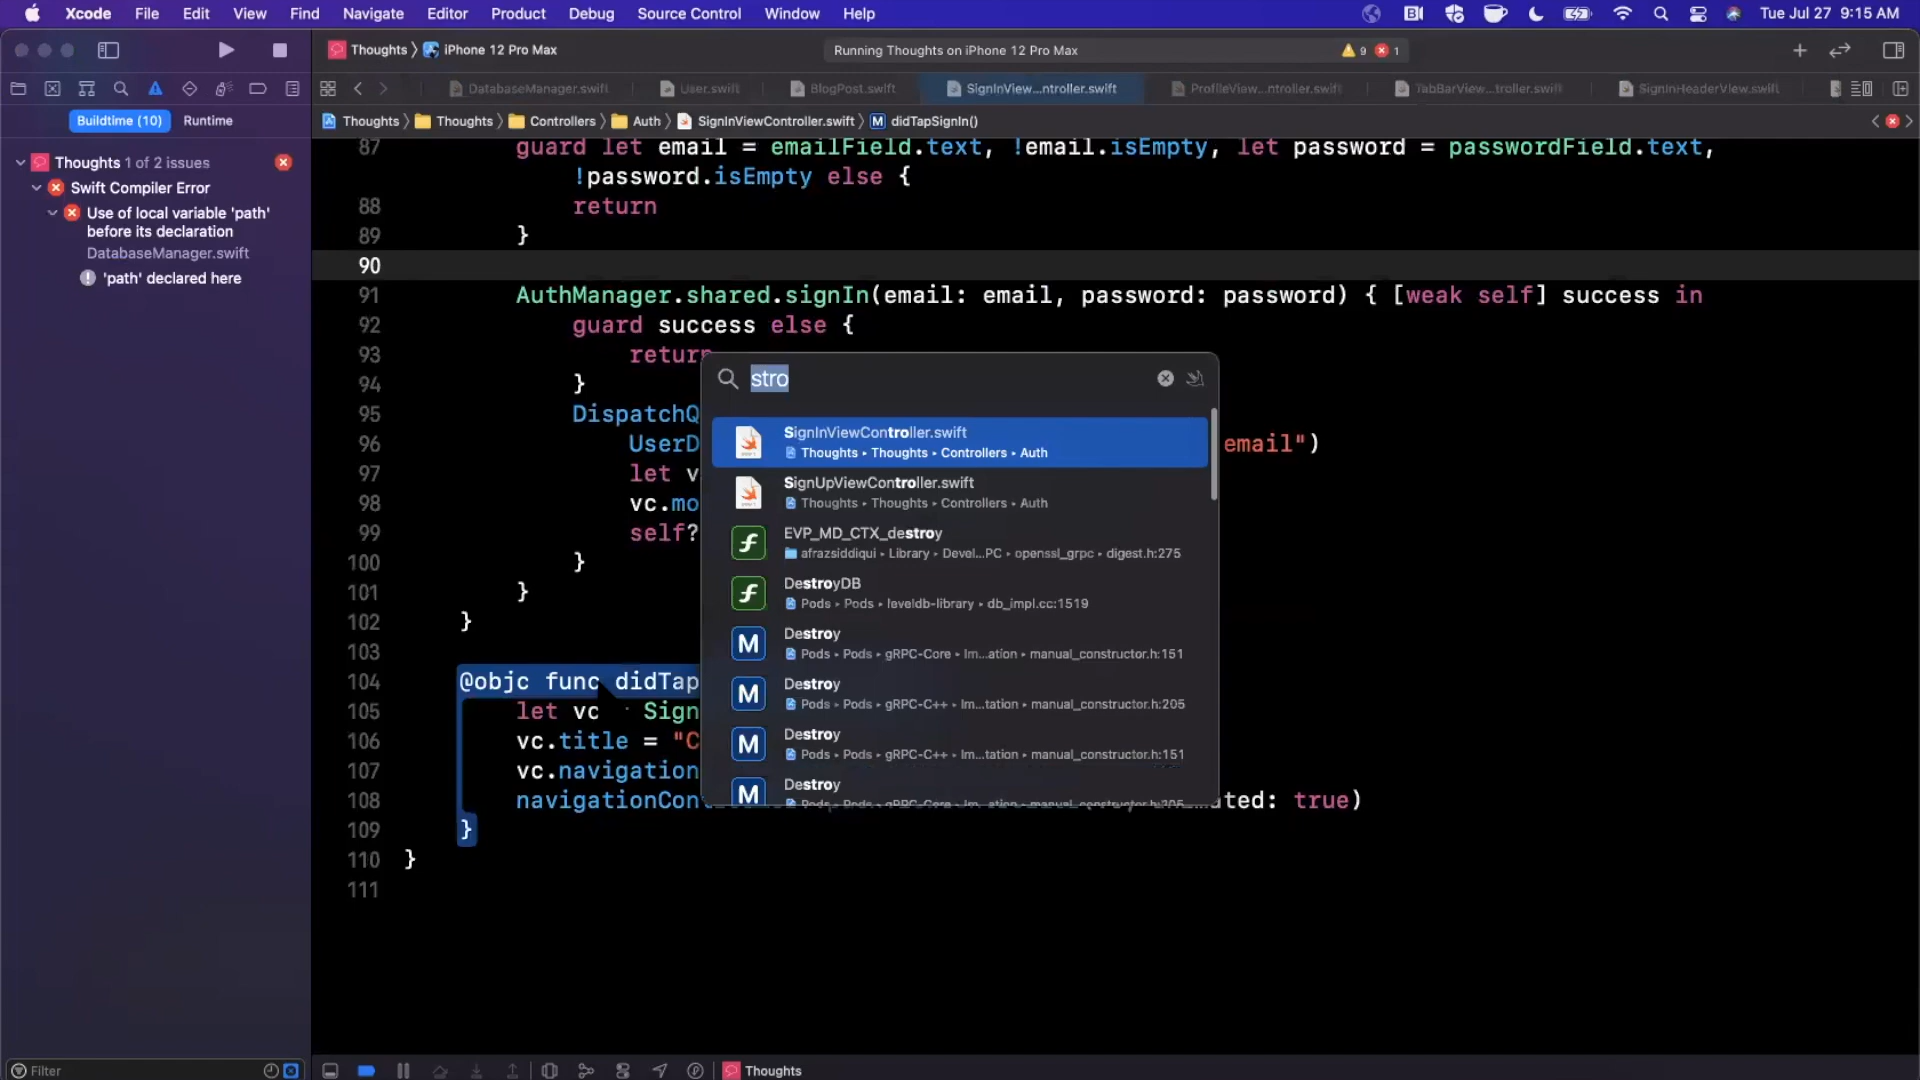 Xcode File Edit View Find Navigate Editor Product Debug Source Control Window Help Tue Jul 27 9:15 AM
Thoughts iPhone 12 Pro Max Running Thoughts on iPhone 12 Pro Max 9 1
DatabaseManager.swift User.swift BlogPost.swift SignInView...ntroller.swift ProfileView...ntroller.swift TabBarView...troller.swift SignInHeaderView.swift
Buildtime (10) Runtime
Thoughts Thoughts Controllers Auth SignInViewController.swift M didTapSignIn()
Thoughts 1 of 2 issues
Swift Compiler Error
Use of local variable 'path'
before its declaration
DatabaseManager.swift
'path' declared here
87 guard let email = emailField.text, !email.isEmpty, let password = passwordField.text,
!password.isEmpty else {
88 return
89 }
90
91 AuthManager.shared.signIn(email: email, password: password) { [weak self] success in
92 guard success else {
93 return
94 }
95 DispatchQ
96 UserD email")
97 let v
98 vc.mo
99 self?
100 }
101 }
102 }
103
104 @objc func didTap
105 let vc Sign
106 vc.title = "C
107 vc.navigation
108 navigationCon ted: true)
109 }
110 }
111
stro
SignInViewController.swift
Thoughts ▸ Thoughts ▸ Controllers ▸ Auth
SignUpViewController.swift
Thoughts ▸ Thoughts ▸ Controllers ▸ Auth
EVP_MD_CTX_destroy
afrazsiddiqui ▸ Library ▸ Devel...PC ▸ openssl_grpc ▸ digest.h:275
DestroyDB
Pods ▸ Pods ▸ leveldb-library ▸ db_impl.cc:1519
M Destroy
Pods ▸ Pods ▸ gRPC-Core ▸ Im...ation ▸ manual_constructor.h:151
M Destroy
Pods ▸ Pods ▸ gRPC-C++ ▸ Im...tation ▸ manual_constructor.h:205
M Destroy
Pods ▸ Pods ▸ gRPC-C++ ▸ Im...tation ▸ manual_constructor.h:151
M Destroy
Pods ▸ Pods ▸ gRPC-Core ▸ Im...ation ▸ manual_constructor.h:205
Filter Thoughts